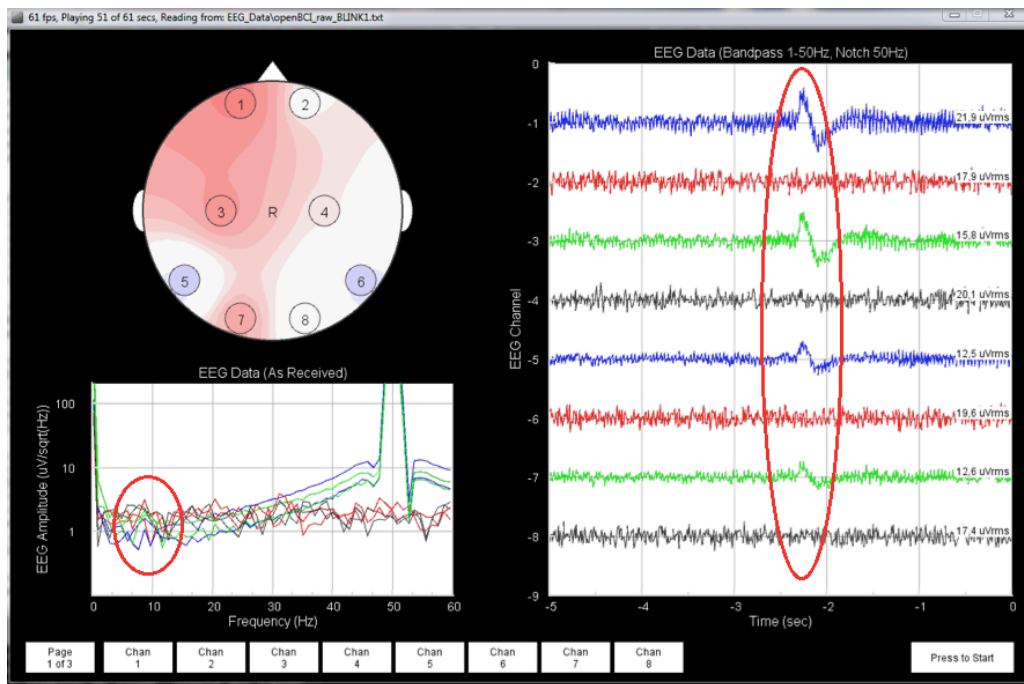 61 fps, Playing 51 of 61 secs, Reading from: EEG_Data\openBCI_raw_BLINK1.txt
EEG Data (Bandpass 1-50Hz, Notch 50Hz)
1
2
3
R
4
5
6
7
8
0
-1
-2
-3
-4
-5
-6
-7
-8
-9
EEG Channel
21,9 uVrms
17,9 uVrms
15,8 uVrms
20,1 uVrms
12,5 uVrms
19,6 uVrms
12,6 uVrms
17,4 uVrms
-5
-4
-3
-2
-1
0
Time (sec)
EEG Data (As Received)
EEG Amplitude (uV/sqrt(Hz))
100
10
1
0
10
20
30
40
50
60
Frequency (Hz)
Page
1 of 3
Chan
1
Chan
2
Chan
3
Chan
4
Chan
5
Chan
6
Chan
7
Chan
8
Press to Start